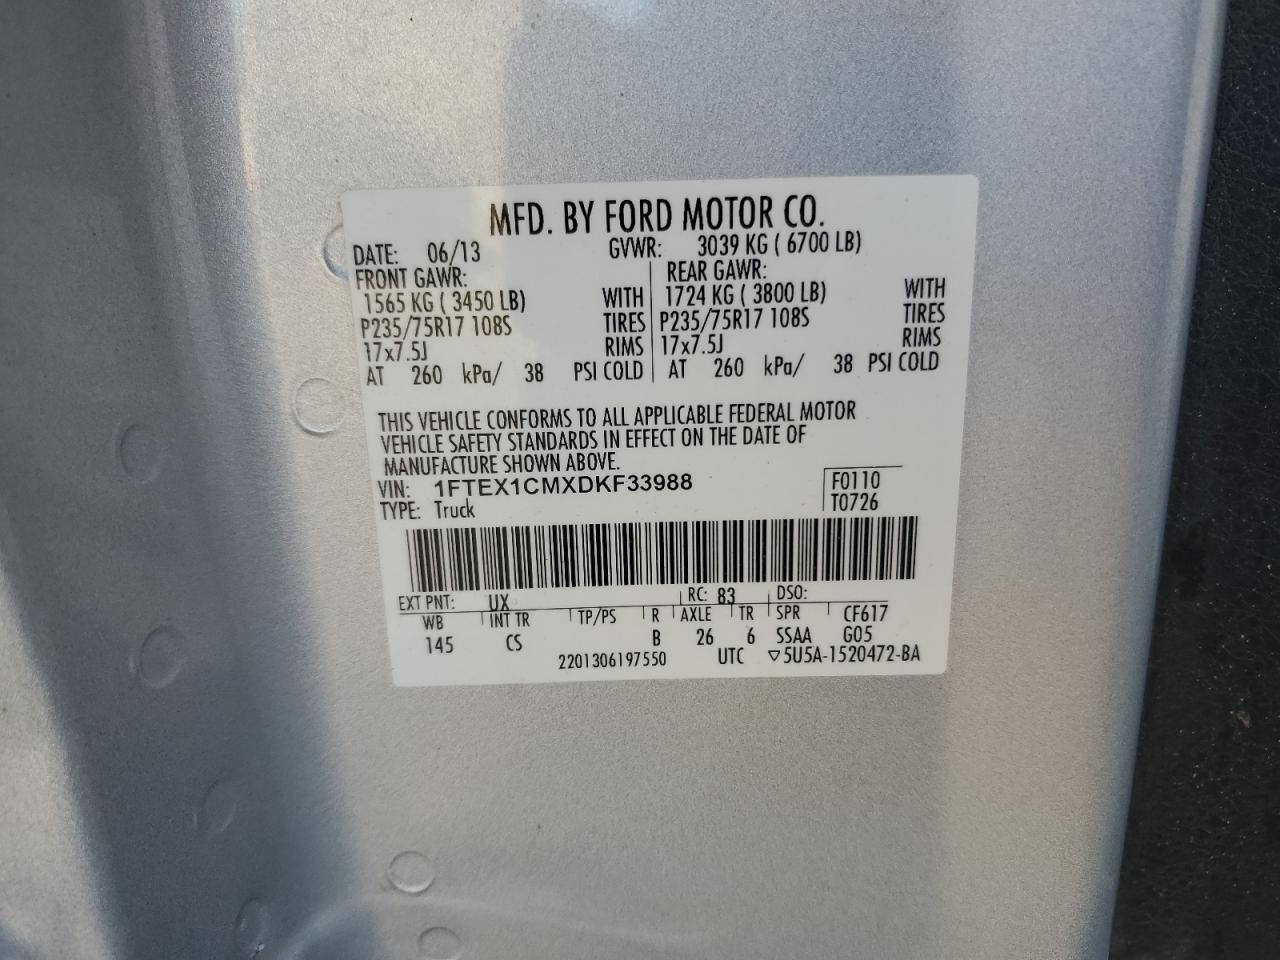 MFD. BY FORD MOTOR CO.
DATE: 06/13 GVWR: 3039 KG ( 6700 LB)
FRONT GAWR: REAR GAWR:
1565 KG ( 3450 LB) WITH 1724 KG ( 3800 LB) WITH
P235/75R17 108S TIRES P235/75R17 108S TIRES
17x7.5J RIMS 17x7.5J RIMS
AT 260 kPa/ 38 PSI COLD AT 260 kPa/ 38 PSI COLD
THIS VEHICLE CONFORMS TO ALL APPLICABLE FEDERAL MOTOR
VEHICLE SAFETY STANDARDS IN EFFECT ON THE DATE OF
MANUFACTURE SHOWN ABOVE.
VIN: 1FTEX1CMXDKF33988 F0110
TYPE: Truck T0726
EXT PNT: UX RC: 83 DSO:
WB INT TR TP/PS R AXLE TR SPR CF617
145 CS B 26 6 SSAA G05
2201306197550 UTC ▽5U5A-1520472-BA